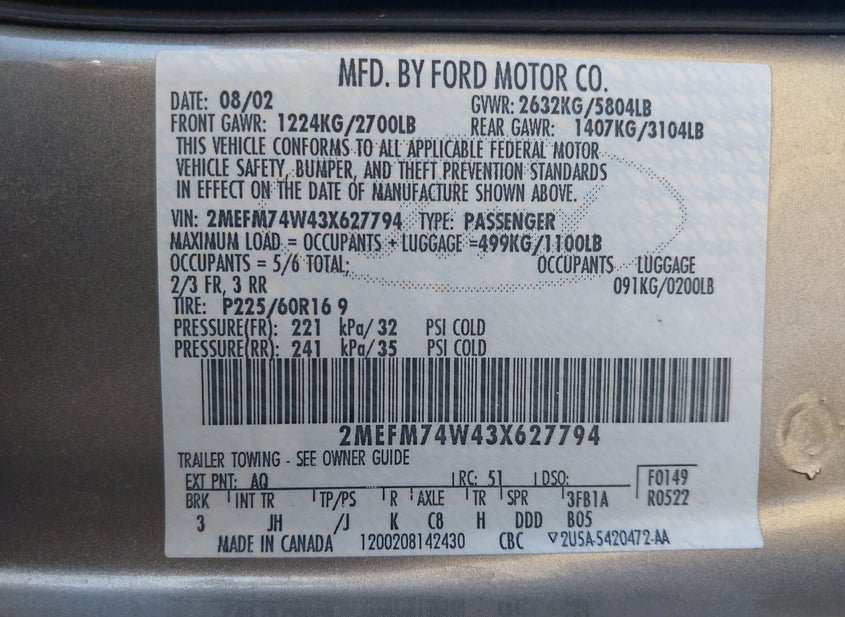 MFD. BY FORD MOTOR CO.
DATE: 08/02 GVWR: 2632KG/5804LB
FRONT GAWR: 1224KG/2700LB REAR GAWR: 1407KG/3104LB
THIS VEHICLE CONFORMS TO ALL APPLICABLE FEDERAL MOTOR
VEHICLE SAFETY, BUMPER, AND THEFT PREVENTION STANDARDS
IN EFFECT ON THE DATE OF MANUFACTURE SHOWN ABOVE.
VIN: 2MEFM74W43X627794 TYPE: PASSENGER
MAXIMUM LOAD = OCCUPANTS + LUGGAGE =499KG/1100LB
OCCUPANTS = 5/6 TOTAL; OCCUPANTS LUGGAGE
2/3 FR, 3 RR 091KG/0200LB
TIRE: P225/60R16 9
PRESSURE(FR): 221 kPa/ 32 PSI COLD
PRESSURE(RR): 241 kPa/ 35 PSI COLD
2MEFM74W43X627794
TRAILER TOWING - SEE OWNER GUIDE
EXT PNT: AQ RC: 51 DSO: F0149
BRK INT TR TP/PS R AXLE TR SPR 3FB1A R0522
3 JH /J K C8 H DDD B05
MADE IN CANADA 1200208142430 CBC ▽2U5A-5420472-AA